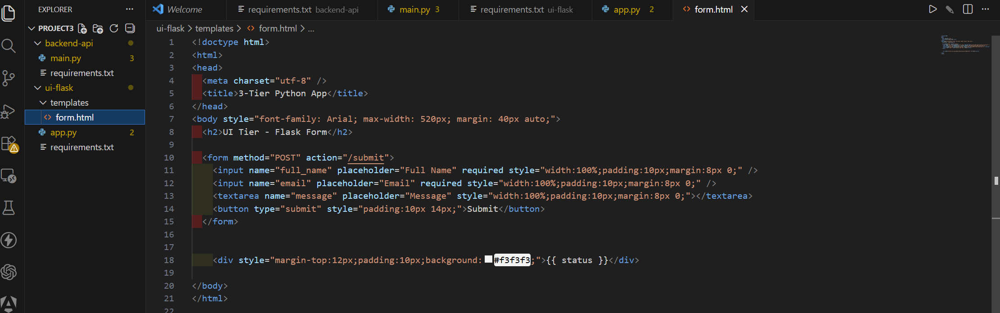 EXPLORER ···
Welcome
requirements.txt backend-api
main.py 3
requirements.txt ui-flask
app.py 2
form.html
PROJECT3
backend-api
main.py 3
requirements.txt
ui-flask
templates
form.html
app.py 2
requirements.txt
ui-flask > templates > form.html > ...
1 <!doctype html>
2 <html>
3 <head>
4 <meta charset="utf-8" />
5 <title>3-Tier Python App</title>
6 </head>
7 <body style="font-family: Arial; max-width: 520px; margin: 40px auto;">
8 <h2>UI Tier - Flask Form</h2>
9
10 <form method="POST" action="/submit">
11 <input name="full_name" placeholder="Full Name" required style="width:100%;padding:10px;margin:8px 0;" />
12 <input name="email" placeholder="Email" required style="width:100%;padding:10px;margin:8px 0;" />
13 <textarea name="message" placeholder="Message" style="width:100%;padding:10px;margin:8px 0;"></textarea>
14 <button type="submit" style="padding:10px 14px;">Submit</button>
15 </form>
16
17
18 <div style="margin-top:12px;padding:10px;background:#f3f3f3;">{{ status }}</div>
19
20 </body>
21 </html>
22